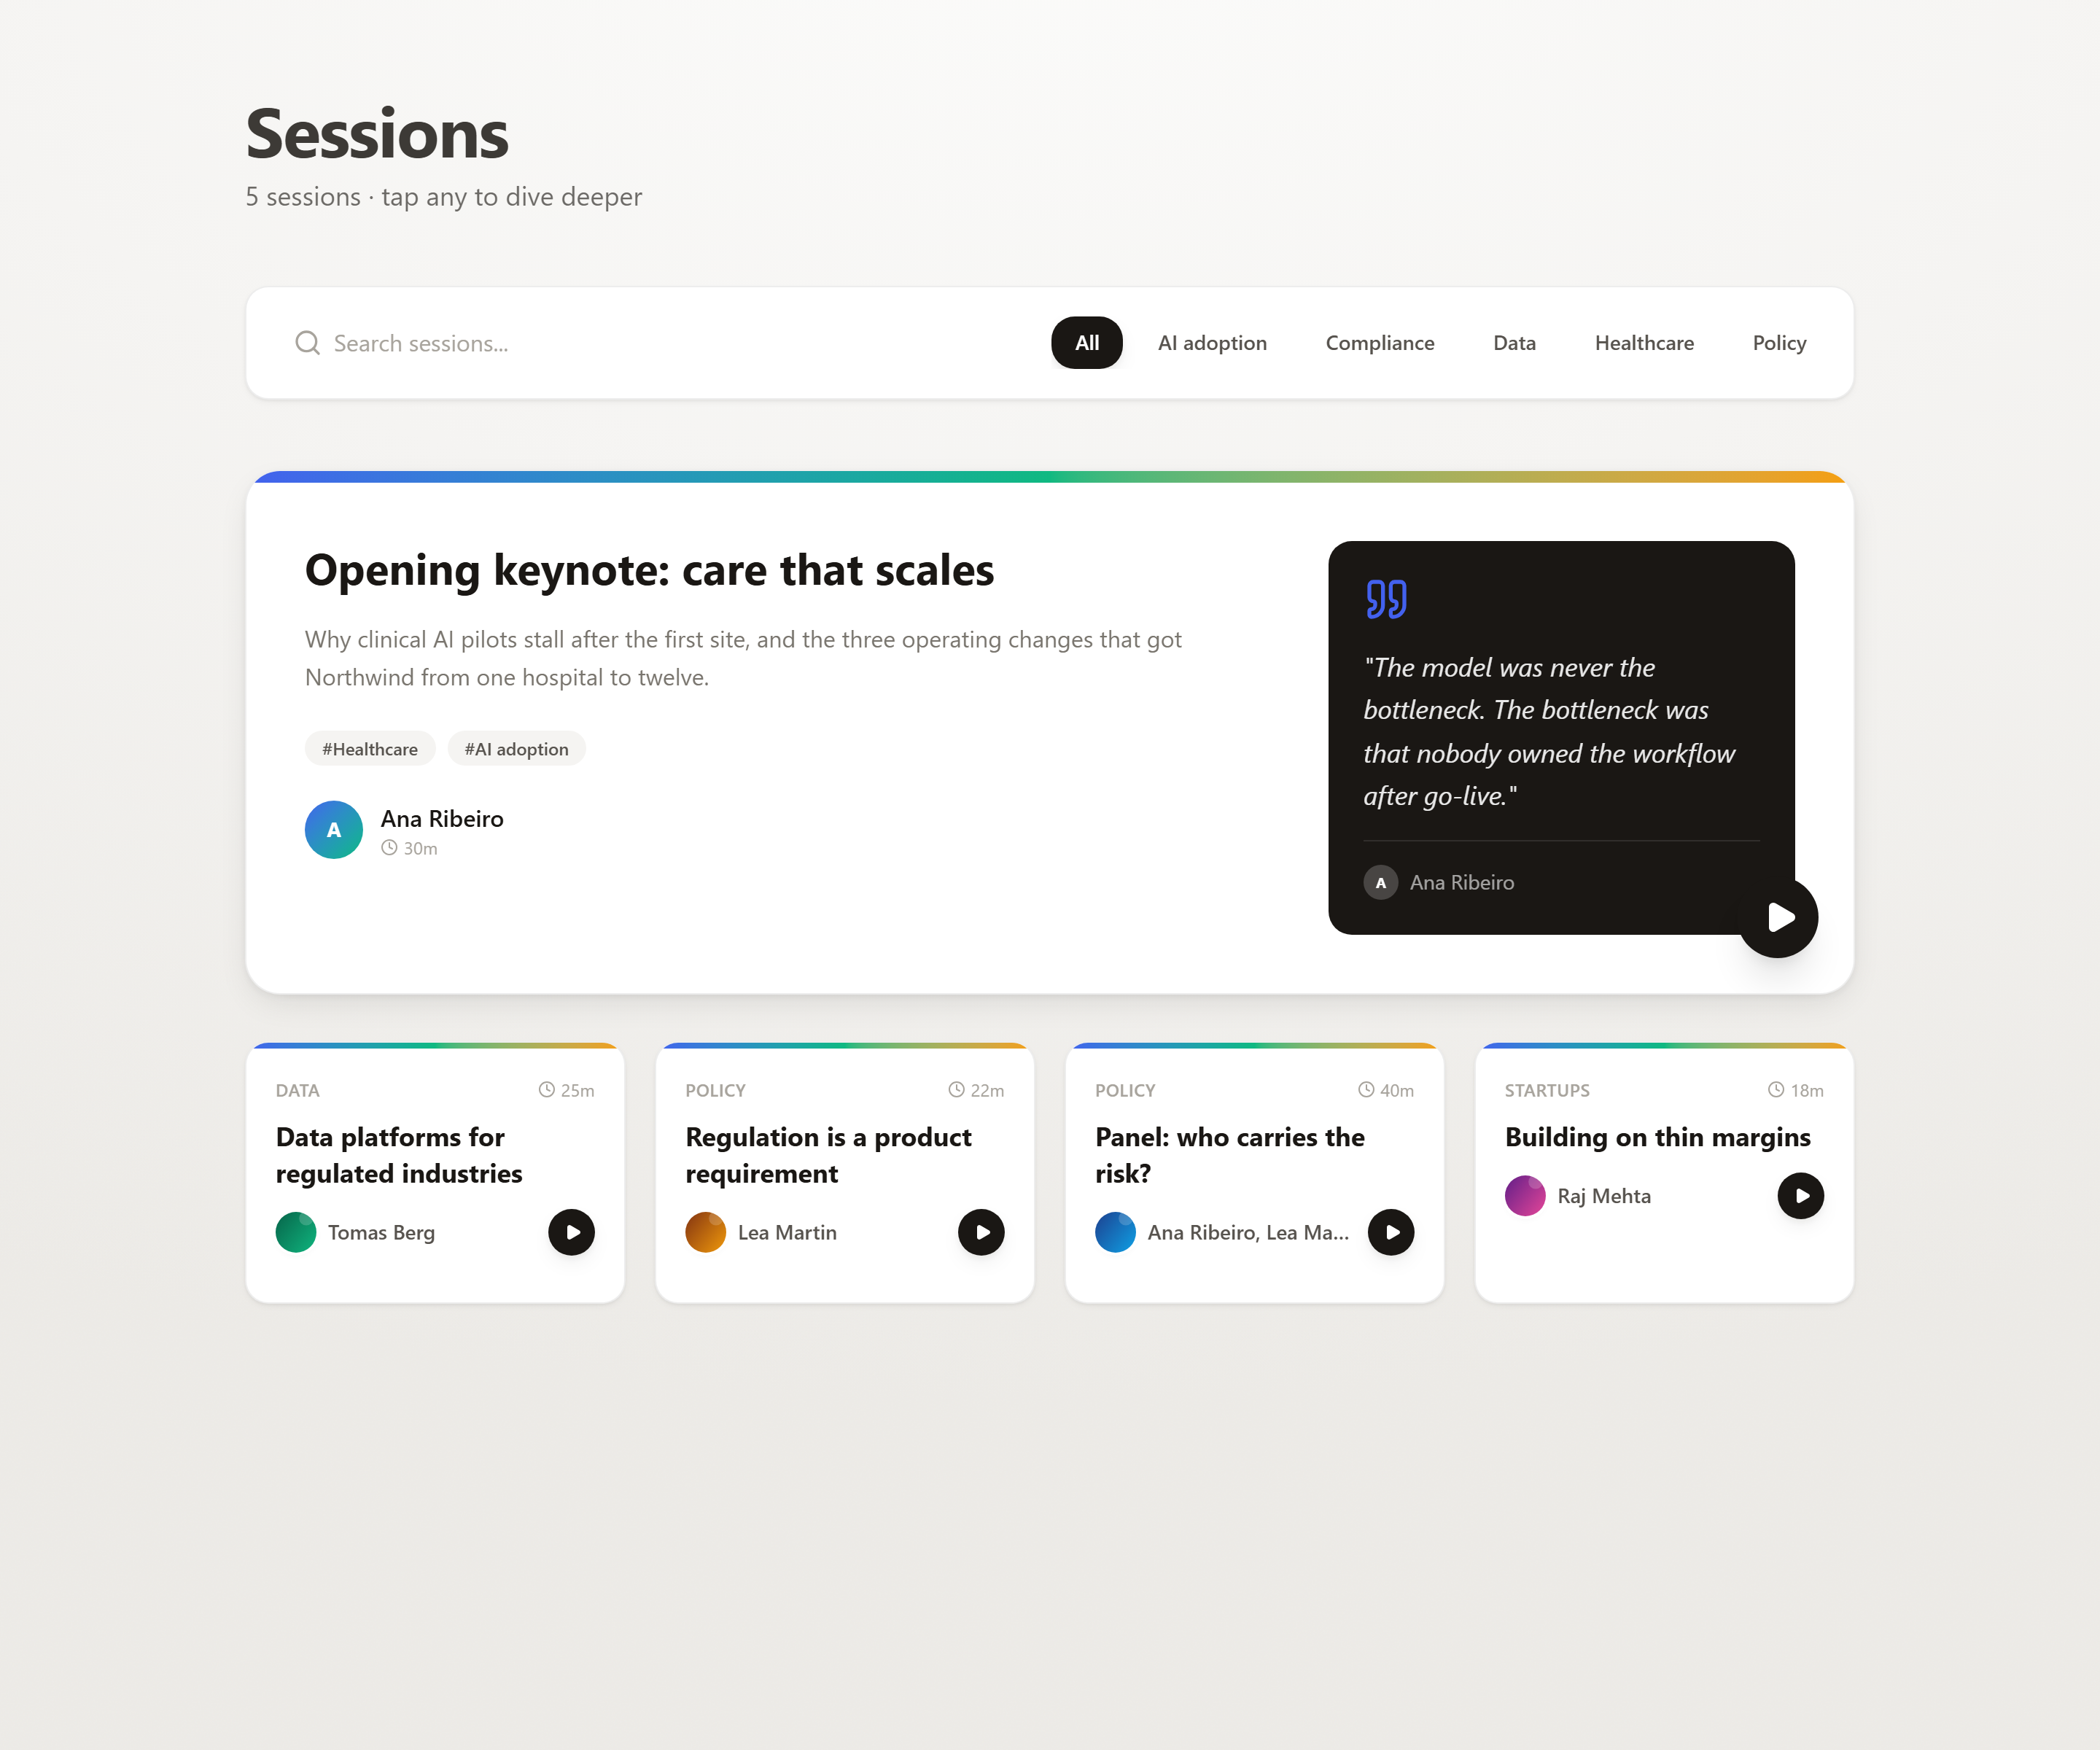 Sessions
5 sessions · tap any to dive deeper
Search sessions...
All
AI adoption
Compliance
Data
Healthcare
Policy
Opening keynote: care that scales
Why clinical AI pilots stall after the first site, and the three operating changes that got
Northwind from one hospital to twelve.
#Healthcare
#AI adoption
A
Ana Ribeiro
30m
"The model was never the
bottleneck. The bottleneck was
that nobody owned the workflow
after go-live."
A
Ana Ribeiro
DATA
25m
Data platforms for
regulated industries
Tomas Berg
POLICY
22m
Regulation is a product
requirement
Lea Martin
POLICY
40m
Panel: who carries the
risk?
Ana Ribeiro, Lea Ma...
STARTUPS
18m
Building on thin margins
Raj Mehta